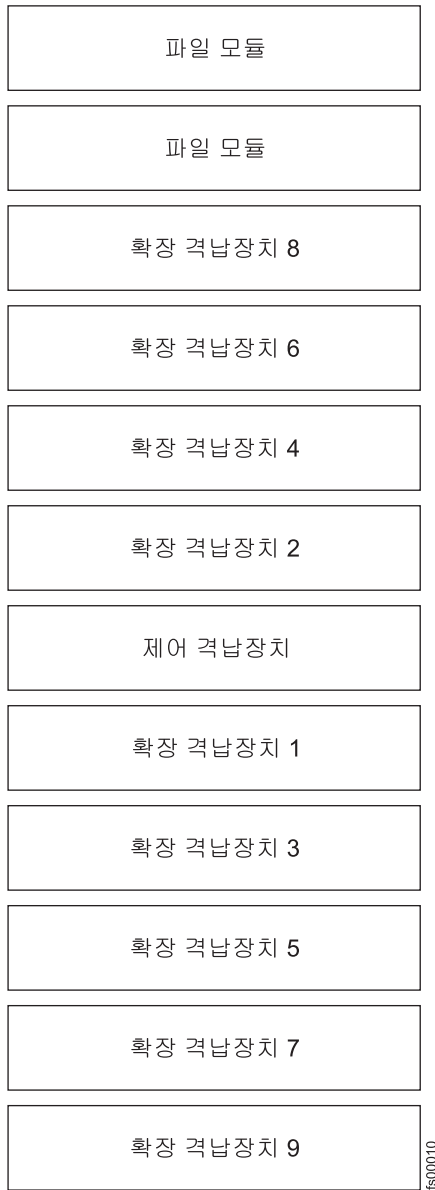 파일 모듈
파일 모듈
확장 격납장치 8
확장 격납장치 6
확장 격납장치 4
확장 격납장치 2
제어 격납장치
확장 격납장치 1
확장 격납장치 3
확장 격납장치 5
확장 격납장치 7
확장 격납장치 9
fs00010